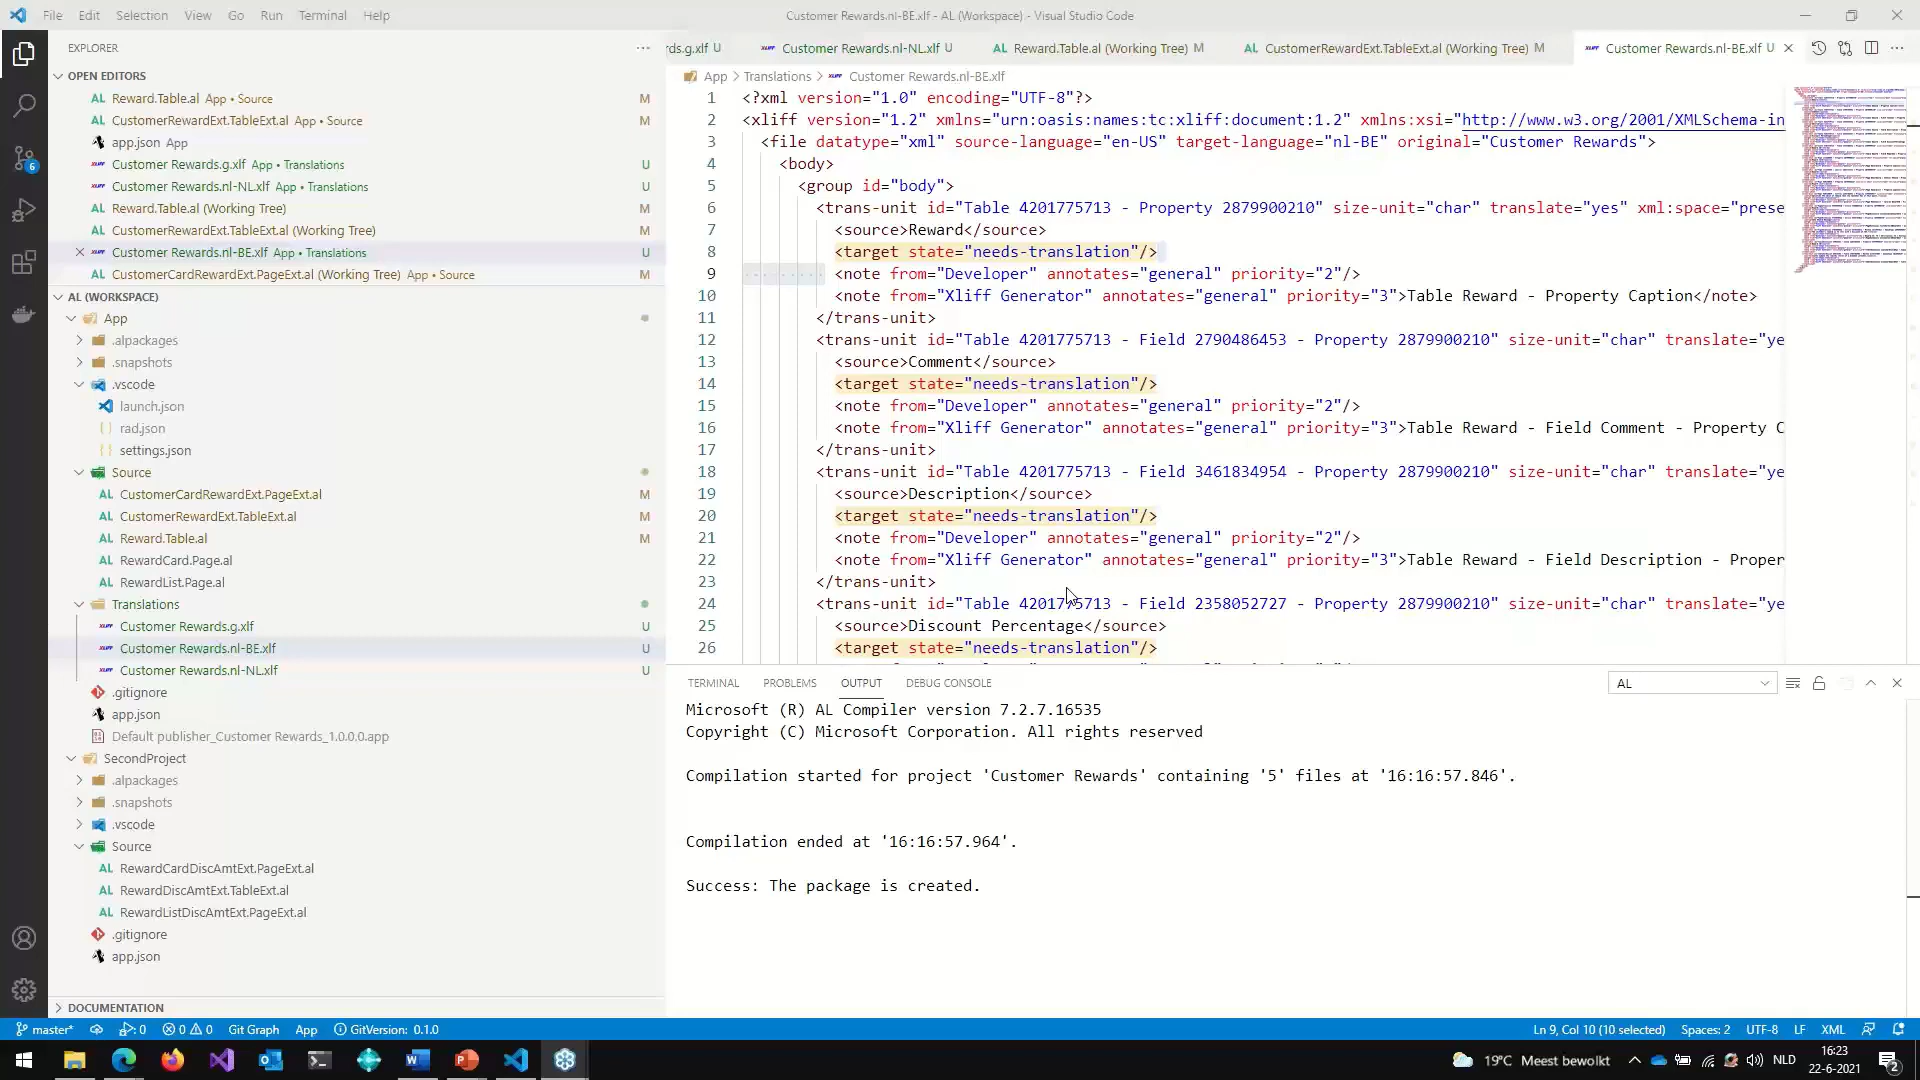 File Edit Selection View Go Run Terminal Help
Customer Rewards.nl-BE.xlf - AL (Workspace) - Visual Studio Code
EXPLORER
OPEN EDITORS
AL Reward.Table.al App • Source M
AL CustomerRewardExt.TableExt.al App • Source M
app.json App
Customer Rewards.g.xlf App • Translations U
Customer Rewards.nl-NL.xlf App • Translations U
AL Reward.Table.al (Working Tree) M
AL CustomerRewardExt.TableExt.al (Working Tree) M
Customer Rewards.nl-BE.xlf App • Translations U
AL CustomerCardRewardExt.PageExt.al (Working Tree) App • Source M
AL (WORKSPACE)
App
.alpackages
.snapshots
.vscode
launch.json
rad.json
settings.json
Source
AL CustomerCardRewardExt.PageExt.al M
AL CustomerRewardExt.TableExt.al M
AL Reward.Table.al M
AL RewardCard.Page.al
AL RewardList.Page.al
Translations
Customer Rewards.g.xlf U
Customer Rewards.nl-BE.xlf U
Customer Rewards.nl-NL.xlf U
.gitignore
app.json
Default publisher_Customer Rewards_1.0.0.0.app
SecondProject
.alpackages
.snapshots
.vscode
Source
AL RewardCardDiscAmtExt.PageExt.al
AL RewardDiscAmtExt.TableExt.al
AL RewardListDiscAmtExt.PageExt.al
.gitignore
app.json
DOCUMENTATION
rds.g.xlf U Customer Rewards.nl-NL.xlf U AL Reward.Table.al (Working Tree) M AL CustomerRewardExt.TableExt.al (Working Tree) M Customer Rewards.nl-BE.xlf U
App > Translations > Customer Rewards.nl-BE.xlf
1 <?xml version="1.0" encoding="UTF-8"?>
2 <xliff version="1.2" xmlns="urn:oasis:names:tc:xliff:document:1.2" xmlns:xsi="http://www.w3.org/2001/XMLSchema-in
3 <file datatype="xml" source-language="en-US" target-language="nl-BE" original="Customer Rewards">
4 <body>
5 <group id="body">
6 <trans-unit id="Table 4201775713 - Property 2879900210" size-unit="char" translate="yes" xml:space="prese
7 <source>Reward</source>
8 <target state="needs-translation"/>
9 <note from="Developer" annotates="general" priority="2"/>
10 <note from="Xliff Generator" annotates="general" priority="3">Table Reward - Property Caption</note>
11 </trans-unit>
12 <trans-unit id="Table 4201775713 - Field 2790486453 - Property 2879900210" size-unit="char" translate="ye
13 <source>Comment</source>
14 <target state="needs-translation"/>
15 <note from="Developer" annotates="general" priority="2"/>
16 <note from="Xliff Generator" annotates="general" priority="3">Table Reward - Field Comment - Property C
17 </trans-unit>
18 <trans-unit id="Table 4201775713 - Field 3461834954 - Property 2879900210" size-unit="char" translate="ye
19 <source>Description</source>
20 <target state="needs-translation"/>
21 <note from="Developer" annotates="general" priority="2"/>
22 <note from="Xliff Generator" annotates="general" priority="3">Table Reward - Field Description - Proper
23 </trans-unit>
24 <trans-unit id="Table 4201775713 - Field 2358052727 - Property 2879900210" size-unit="char" translate="ye
25 <source>Discount Percentage</source>
26 <target state="needs-translation"/>
TERMINAL PROBLEMS OUTPUT DEBUG CONSOLE
AL
Microsoft (R) AL Compiler version 7.2.7.16535
Copyright (C) Microsoft Corporation. All rights reserved
Compilation started for project 'Customer Rewards' containing '5' files at '16:16:57.846'.
Compilation ended at '16:16:57.964'.
Success: The package is created.
master* 0 0 0 Git Graph App GitVersion: 0.1.0
Ln 9, Col 10 (10 selected) Spaces: 2 UTF-8 LF XML
19°C Meest bewolkt NLD 16:23
22-6-2021 2
6